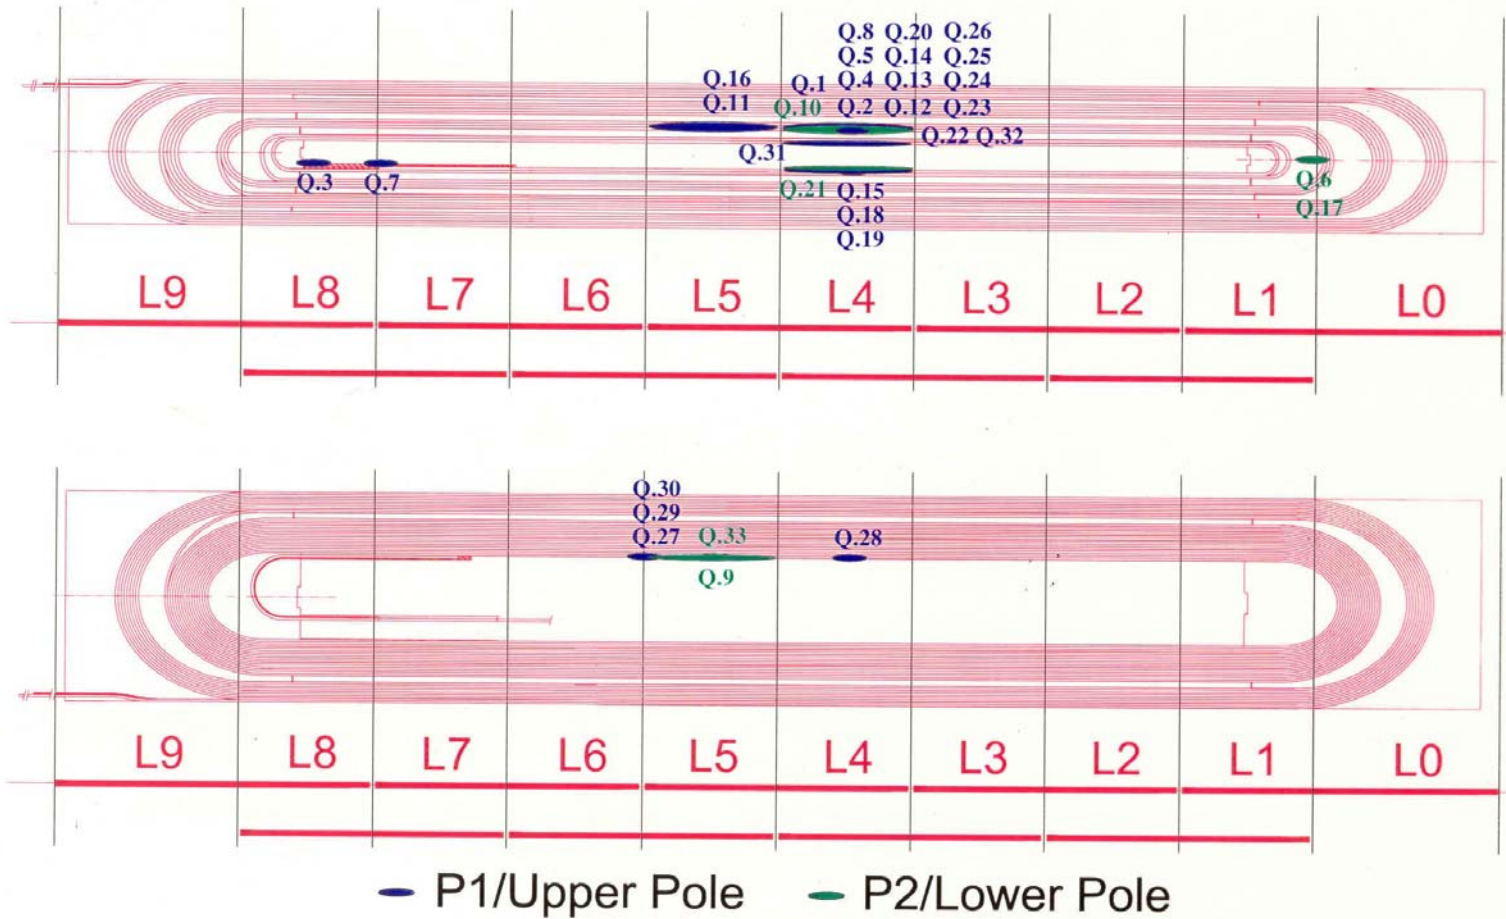 Q.8 Q.20 Q.26
Q.5 Q.14 Q.25
Q.16 Q.1 Q.4 Q.13 Q.24
Q.11 Q.10 Q.2 Q.12 Q.23
Q.22 Q.32
Q.31
Q.3 Q.7 Q.21 Q.15 Q.6
Q.18 Q.17
Q.19
L9 L8 L7 L6 L5 L4 L3 L2 L1 L0
Q.30
Q.29
Q.27 Q.33 Q.28
Q.9
L9 L8 L7 L6 L5 L4 L3 L2 L1 L0
P1/Upper Pole P2/Lower Pole